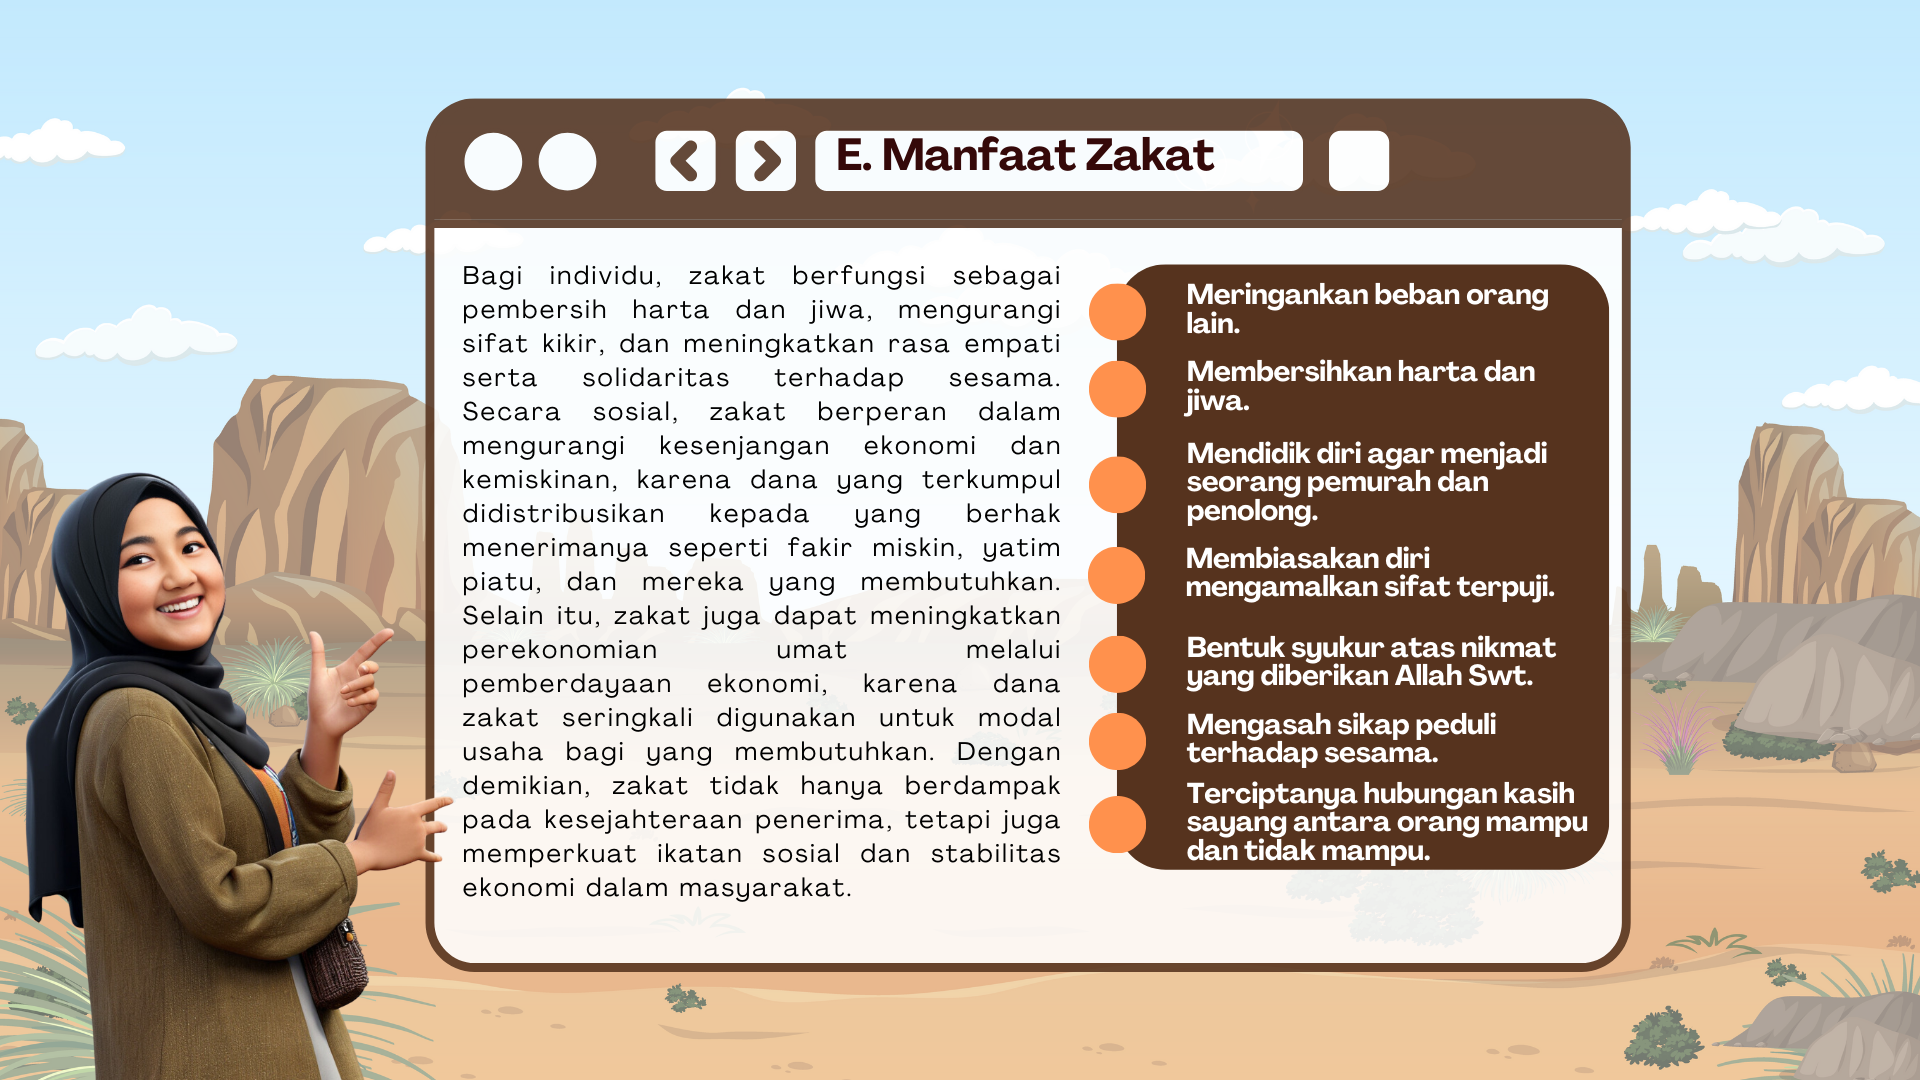 E. Manfaat Zakat
Bagi individu, zakat berfungsi sebagai
pembersih harta dan jiwa, mengurangi
sifat kikir, dan meningkatkan rasa empati
serta solidaritas terhadap sesama.
Secara sosial, zakat berperan dalam
mengurangi kesenjangan ekonomi dan
kemiskinan, karena dana yang terkumpul
didistribusikan kepada yang berhak
menerimanya seperti fakir miskin, yatim
piatu, dan mereka yang membutuhkan.
Selain itu, zakat juga dapat meningkatkan
perekonomian umat melalui
pemberdayaan ekonomi, karena dana
zakat seringkali digunakan untuk modal
usaha bagi yang membutuhkan. Dengan
demikian, zakat tidak hanya berdampak
pada kesejahteraan penerima, tetapi juga
memperkuat ikatan sosial dan stabilitas
ekonomi dalam masyarakat.
Meringankan beban orang
lain.
Membersihkan harta dan
jiwa.
Mendidik diri agar menjadi
seorang pemurah dan
penolong.
Membiasakan diri
mengamalkan sifat terpuji.
Bentuk syukur atas nikmat
yang diberikan Allah Swt.
Mengasah sikap peduli
terhadap sesama.
Terciptanya hubungan kasih
sayang antara orang mampu
dan tidak mampu.